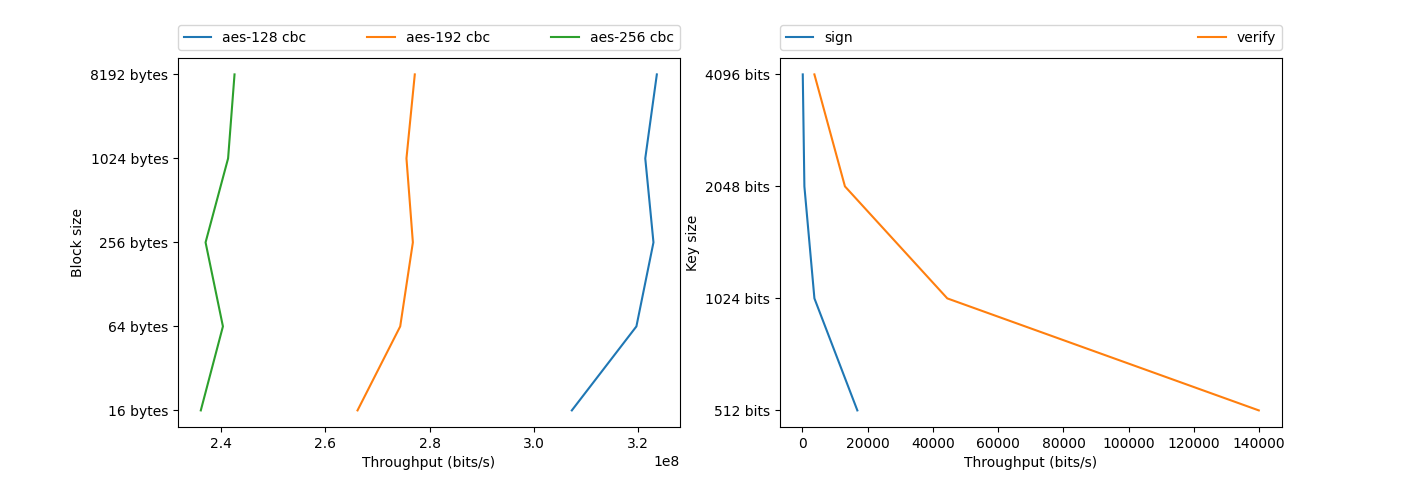 aes-128 cbc aes-192 cbc aes-256 cbc
8192 bytes
1024 bytes
256 bytes
64 bytes
16 bytes
Block size
2.4 2.6 2.8 3.0 3.2
1e8
Throughput (bits/s)
sign verify
4096 bits
2048 bits
1024 bits
512 bits
Key size
0 20000 40000 60000 80000 100000 120000 140000
Throughput (bits/s)